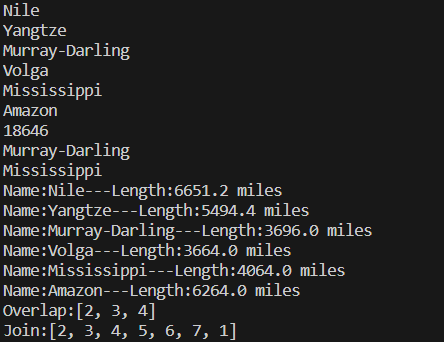 Nile
Yangtze
Murray-Darling
Volga
Mississippi
Amazon
18646
Murray-Darling
Mississippi
Name:Nile---Length:6651.2 miles
Name:Yangtze---Length:5494.4 miles
Name:Murray-Darling---Length:3696.0 miles
Name:Volga---Length:3664.0 miles
Name:Mississippi---Length:4064.0 miles
Name:Amazon---Length:6264.0 miles
Overlap:[2, 3, 4]
Join:[2, 3, 4, 5, 6, 7, 1]